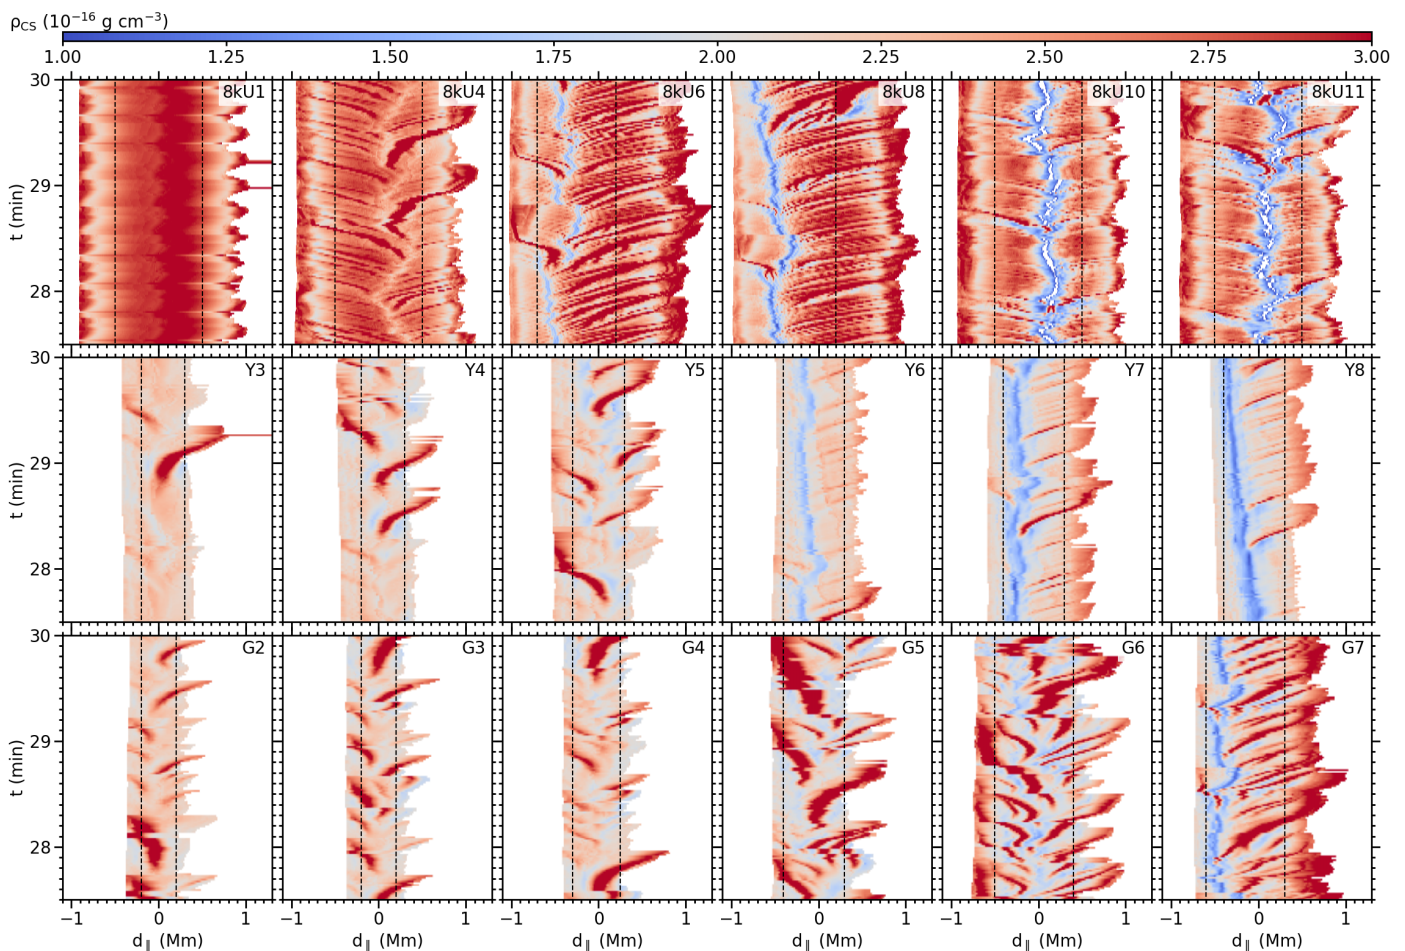 ρCS (10−16 g cm−3)
1.00 1.25 1.50 1.75 2.00 2.25 2.50 2.75 3.00
30 8kU1 8kU4 8kU6 8kU8 8kU10 8kU11
29
t (min)
28
30 Y3 Y4 Y5 Y6 Y7 Y8
29
t (min)
28
30 G2 G3 G4 G5 G6 G7
29
t (min)
28
−1 0 1 −1 0 1 −1 0 1 −1 0 1 −1 0 1 −1 0 1
d∥ (Mm) d∥ (Mm) d∥ (Mm) d∥ (Mm) d∥ (Mm) d∥ (Mm)